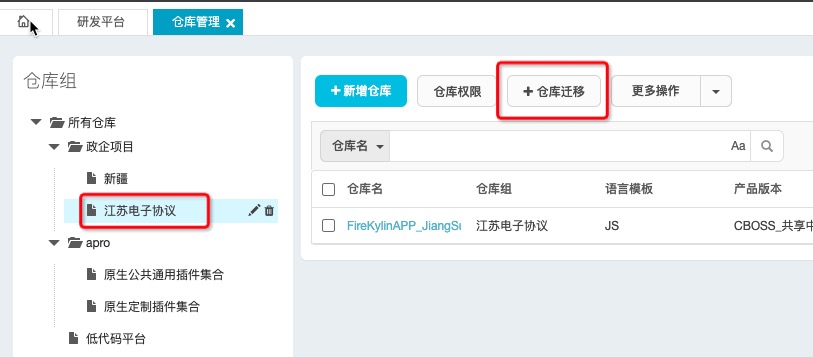 研发平台
仓库管理
仓库组
所有仓库
政企项目
新疆
江苏电子协议
apro
原生公共通用插件集合
原生定制插件集合
低代码平台
新增仓库
仓库权限
仓库迁移
更多操作
仓库名
Aa
仓库名 仓库组 语言模板 产品版本
FireKylinAPP_JiangSu 江苏电子协议 JS CBOSS_共享中